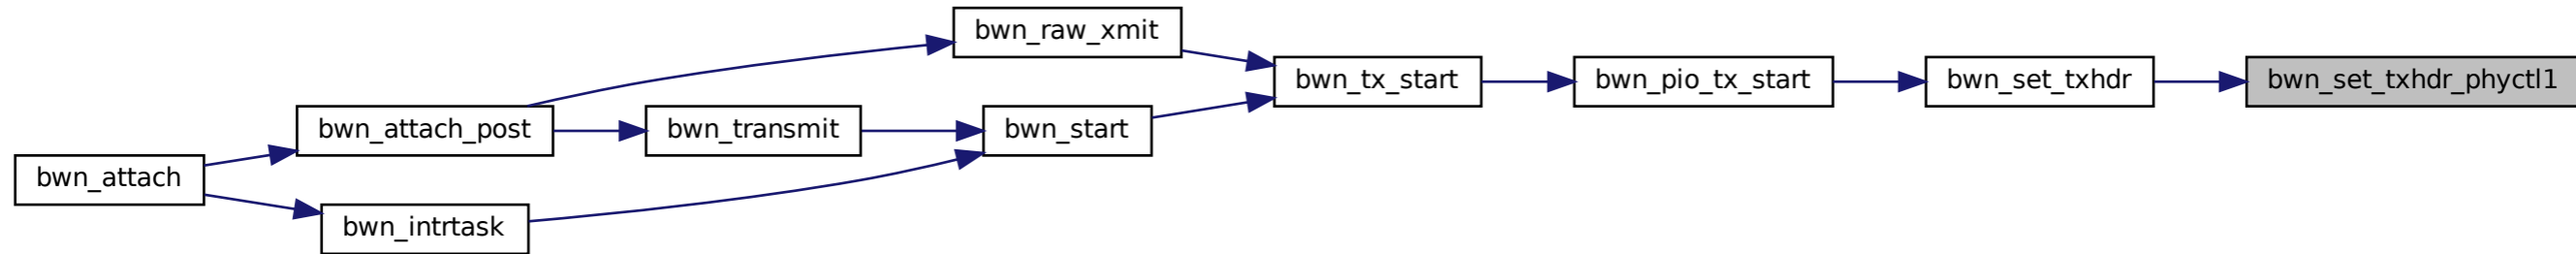 bwn_attach
bwn_attach_post
bwn_intrtask
bwn_transmit
bwn_raw_xmit
bwn_start
bwn_tx_start
bwn_pio_tx_start
bwn_set_txhdr
bwn_set_txhdr_phyctl1